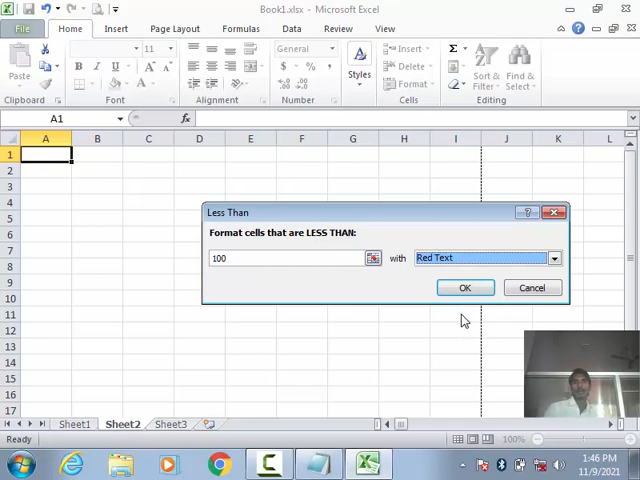 Book1.xlsx - Microsoft Excel
File Home Insert Page Layout Formulas Data Review View
Paste
B I U
11
General
$ % ,
Styles
Insert
Delete
Format
Σ
Sort & Filter
Find & Select
Clipboard Font Alignment Number Cells Editing
A1 fx
A B C D E F G H I J K L
1
2
3
4
5
6
7
8
9
10
11
12
13
14
15
16
17
Less Than
Format cells that are LESS THAN:
100 with Red Text
OK Cancel
Sheet1 Sheet2 Sheet3
Ready 100%
1:46 PM
11/9/2021